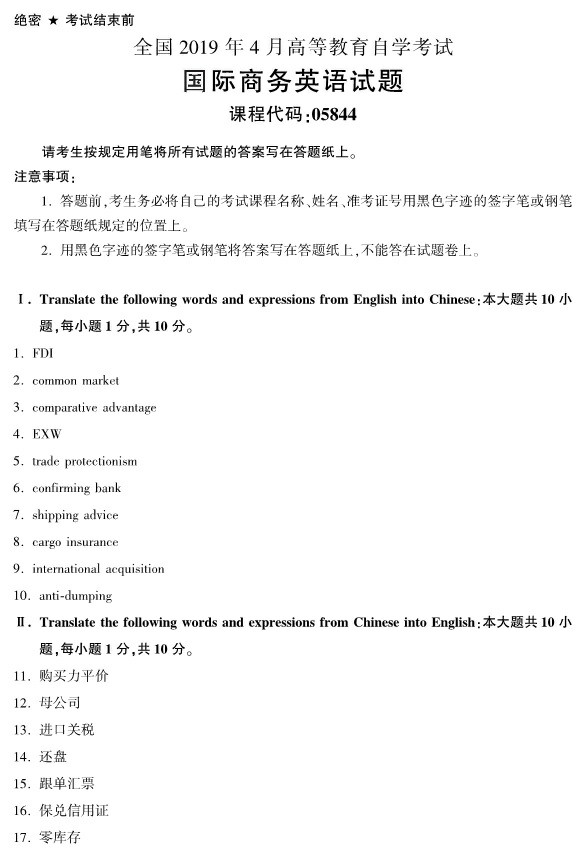 绝密 ★ 考试结束前
全国 2019 年 4 月高等教育自学考试
国际商务英语试题
课程代码:05844
请考生按规定用笔将所有试题的答案写在答题纸上。
注意事项:
1. 答题前,考生务必将自己的考试课程名称、姓名、准考证号用黑色字迹的签字笔或钢笔
填写在答题纸规定的位置上。
2. 用黑色字迹的签字笔或钢笔将答案写在答题纸上,不能答在试题卷上。
Ⅰ. Translate the following words and expressions from English into Chinese:本大题共 10 小
题,每小题 1 分,共 10 分。
1. FDI
2. common market
3. comparative advantage
4. EXW
5. trade protectionism
6. confirming bank
7. shipping advice
8. cargo insurance
9. international acquisition
10. anti-dumping
Ⅱ. Translate the following words and expressions from Chinese into English:本大题共 10 小
题,每小题 1 分,共 10 分。
11. 购买力平价
12. 母公司
13. 进口关税
14. 还盘
15. 跟单汇票
16. 保兑信用证
17. 零库存